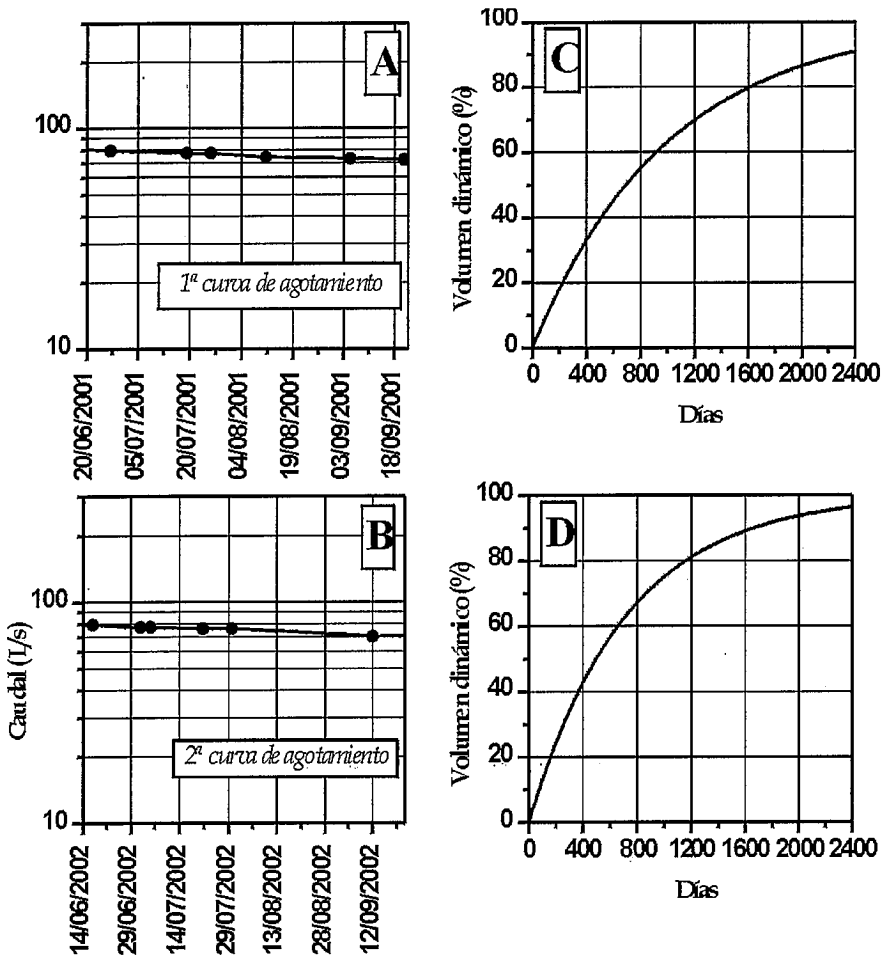 A
100
10
1ª curva de agotamiento
20/06/2001
05/07/2001
20/07/2001
04/08/2001
19/08/2001
03/09/2001
18/09/2001
C
Volumen dinámico (%)
100
80
60
40
20
0
0 400 800 1200 1600 2000 2400
Días
B
Caudal (L/s)
100
10
2ª curva de agotamiento
14/06/2002
29/06/2002
14/07/2002
29/07/2002
13/08/2002
28/08/2002
12/09/2002
D
Volumen dinámico (%)
100
80
60
40
20
0
0 400 800 1200 1600 2000 2400
Días